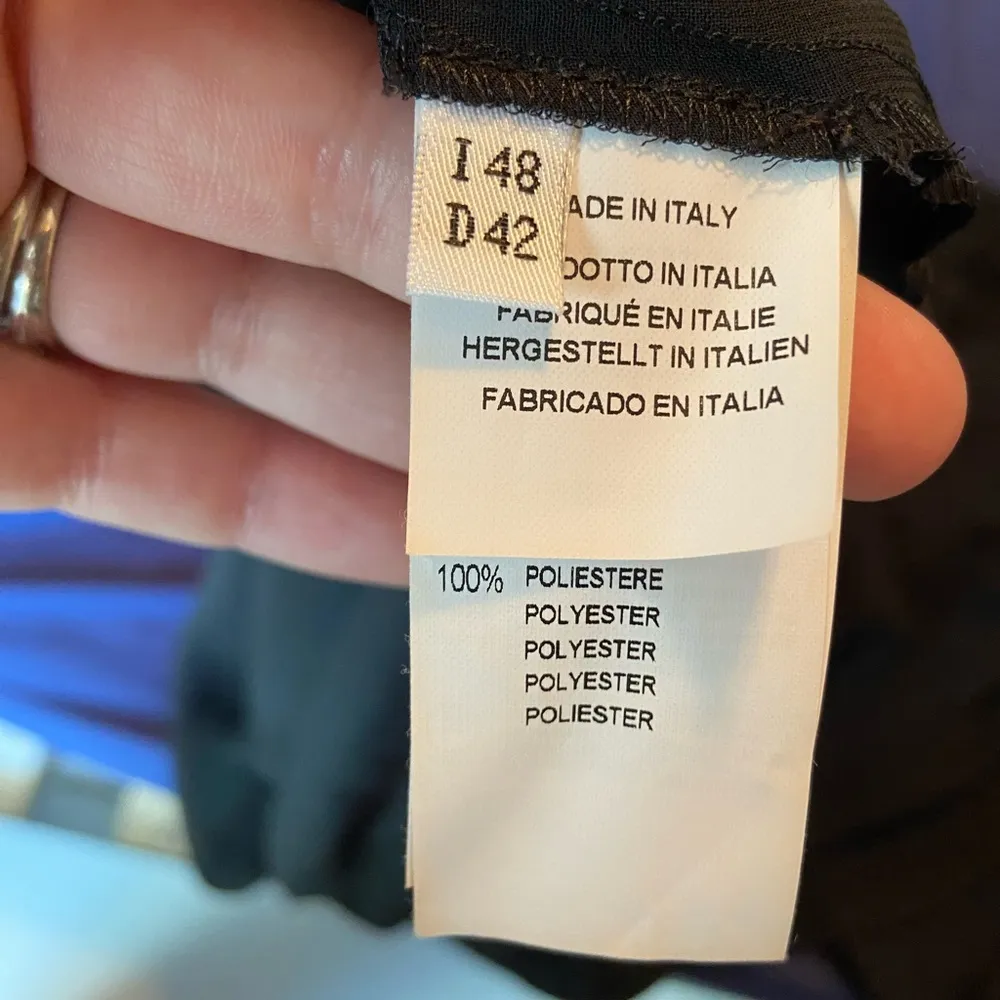 I 48
D 42
ADE IN ITALY
DOTTO IN ITALIA
FABRIQUÉ EN ITALIE
HERGESTELLT IN ITALIEN
FABRICADO EN ITALIA
100% POLIESTERE
POLYESTER
POLYESTER
POLYESTER
POLIESTER